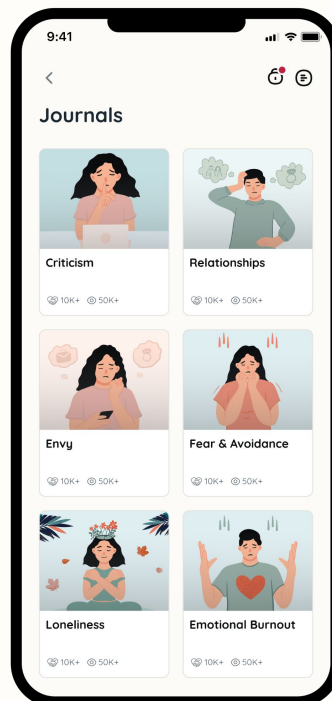 9:41
Journals
Criticism
10K+ 50K+
Relationships
10K+ 50K+
Envy
10K+ 50K+
Fear & Avoidance
10K+ 50K+
Loneliness
10K+ 50K+
Emotional Burnout
10K+ 50K+